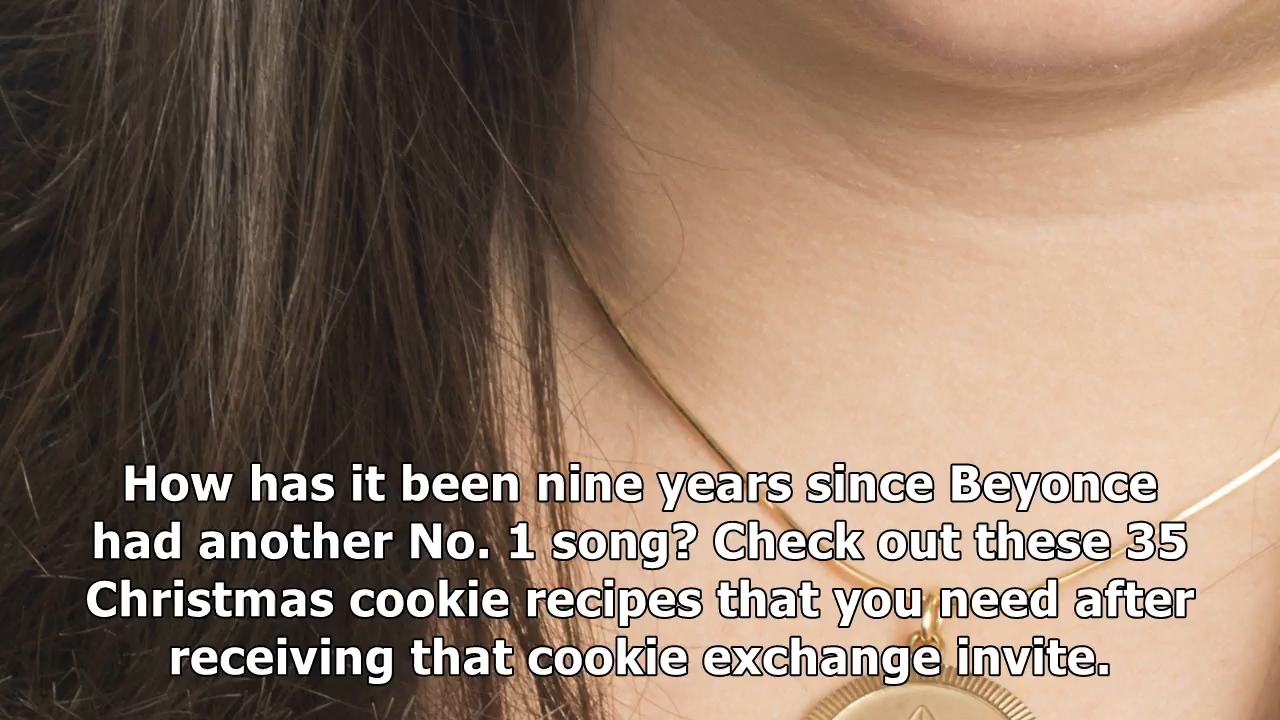 How has it been nine years since Beyonce
had another No. 1 song? Check out these 35
Christmas cookie recipes that you need after
receiving that cookie exchange invite.